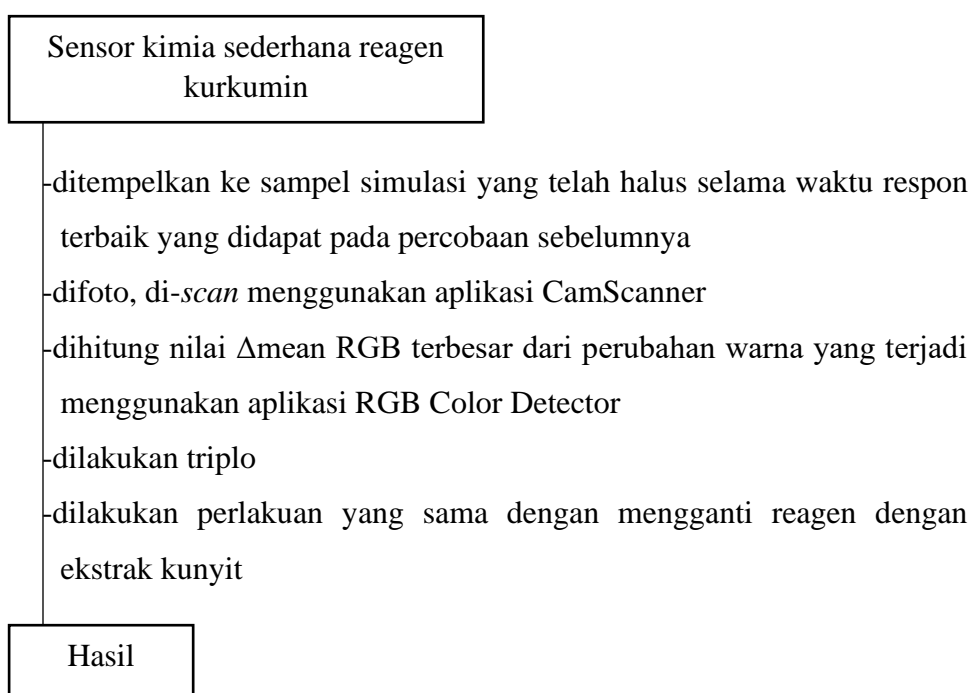 Sensor kimia sederhana reagen
kurkumin
-ditempelkan ke sampel simulasi yang telah halus selama waktu respon
terbaik yang didapat pada percobaan sebelumnya
-difoto, di-scan menggunakan aplikasi CamScanner
-dihitung nilai Δmean RGB terbesar dari perubahan warna yang terjadi
menggunakan aplikasi RGB Color Detector
-dilakukan triplo
-dilakukan perlakuan yang sama dengan mengganti reagen dengan
ekstrak kunyit
Hasil